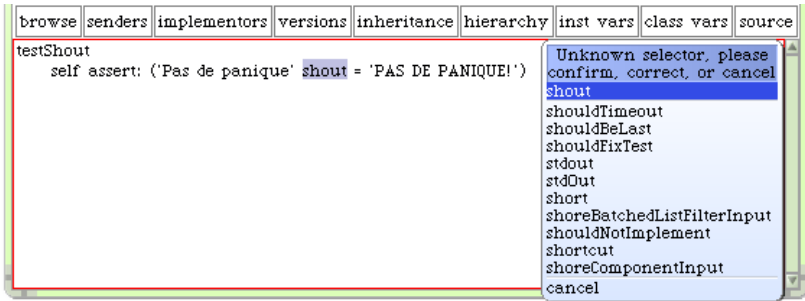 browse senders implementors versions inheritance hierarchy inst vars class vars source
testShout
self assert: ('Pas de panique' shout = 'PAS DE PANIQUE!')
Unknown selector, please
confirm, correct, or cancel
shout
shouldTimeout
shouldBeLast
shouldFixTest
stdout
stdOut
short
shoreBatchedListFilterInput
shouldNotImplement
shortcut
shoreComponentInput
cancel